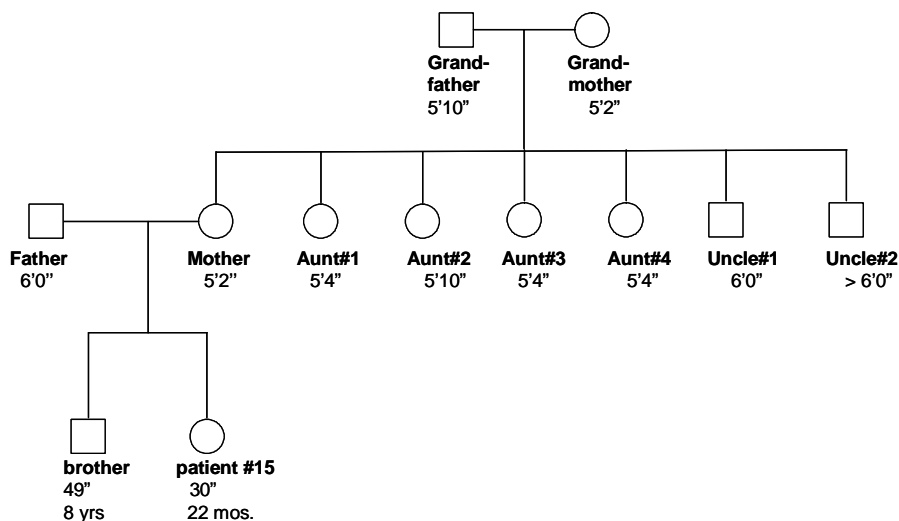 Grand-
father
5’10”
Grand-
mother
5’2”
Father
6’0”
Mother
5’2’’
Aunt#1
5’4”
Aunt#2
5’10”
Aunt#3
5’4”
Aunt#4
5’4”
Uncle#1
6’0”
Uncle#2
> 6’0”
brother
49”
8 yrs
patient #15
30”
22 mos.